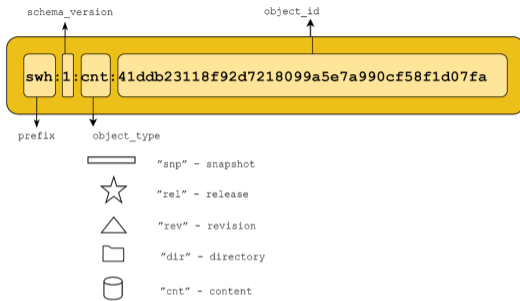 schema_version
object_id
swh:1:cnt:41ddb23118f92d7218099a5e7a990cf58f1d07fa
prefix
object_type
"snp" - snapshot
"rel" - release
"rev" - revision
"dir" - directory
"cnt" - content